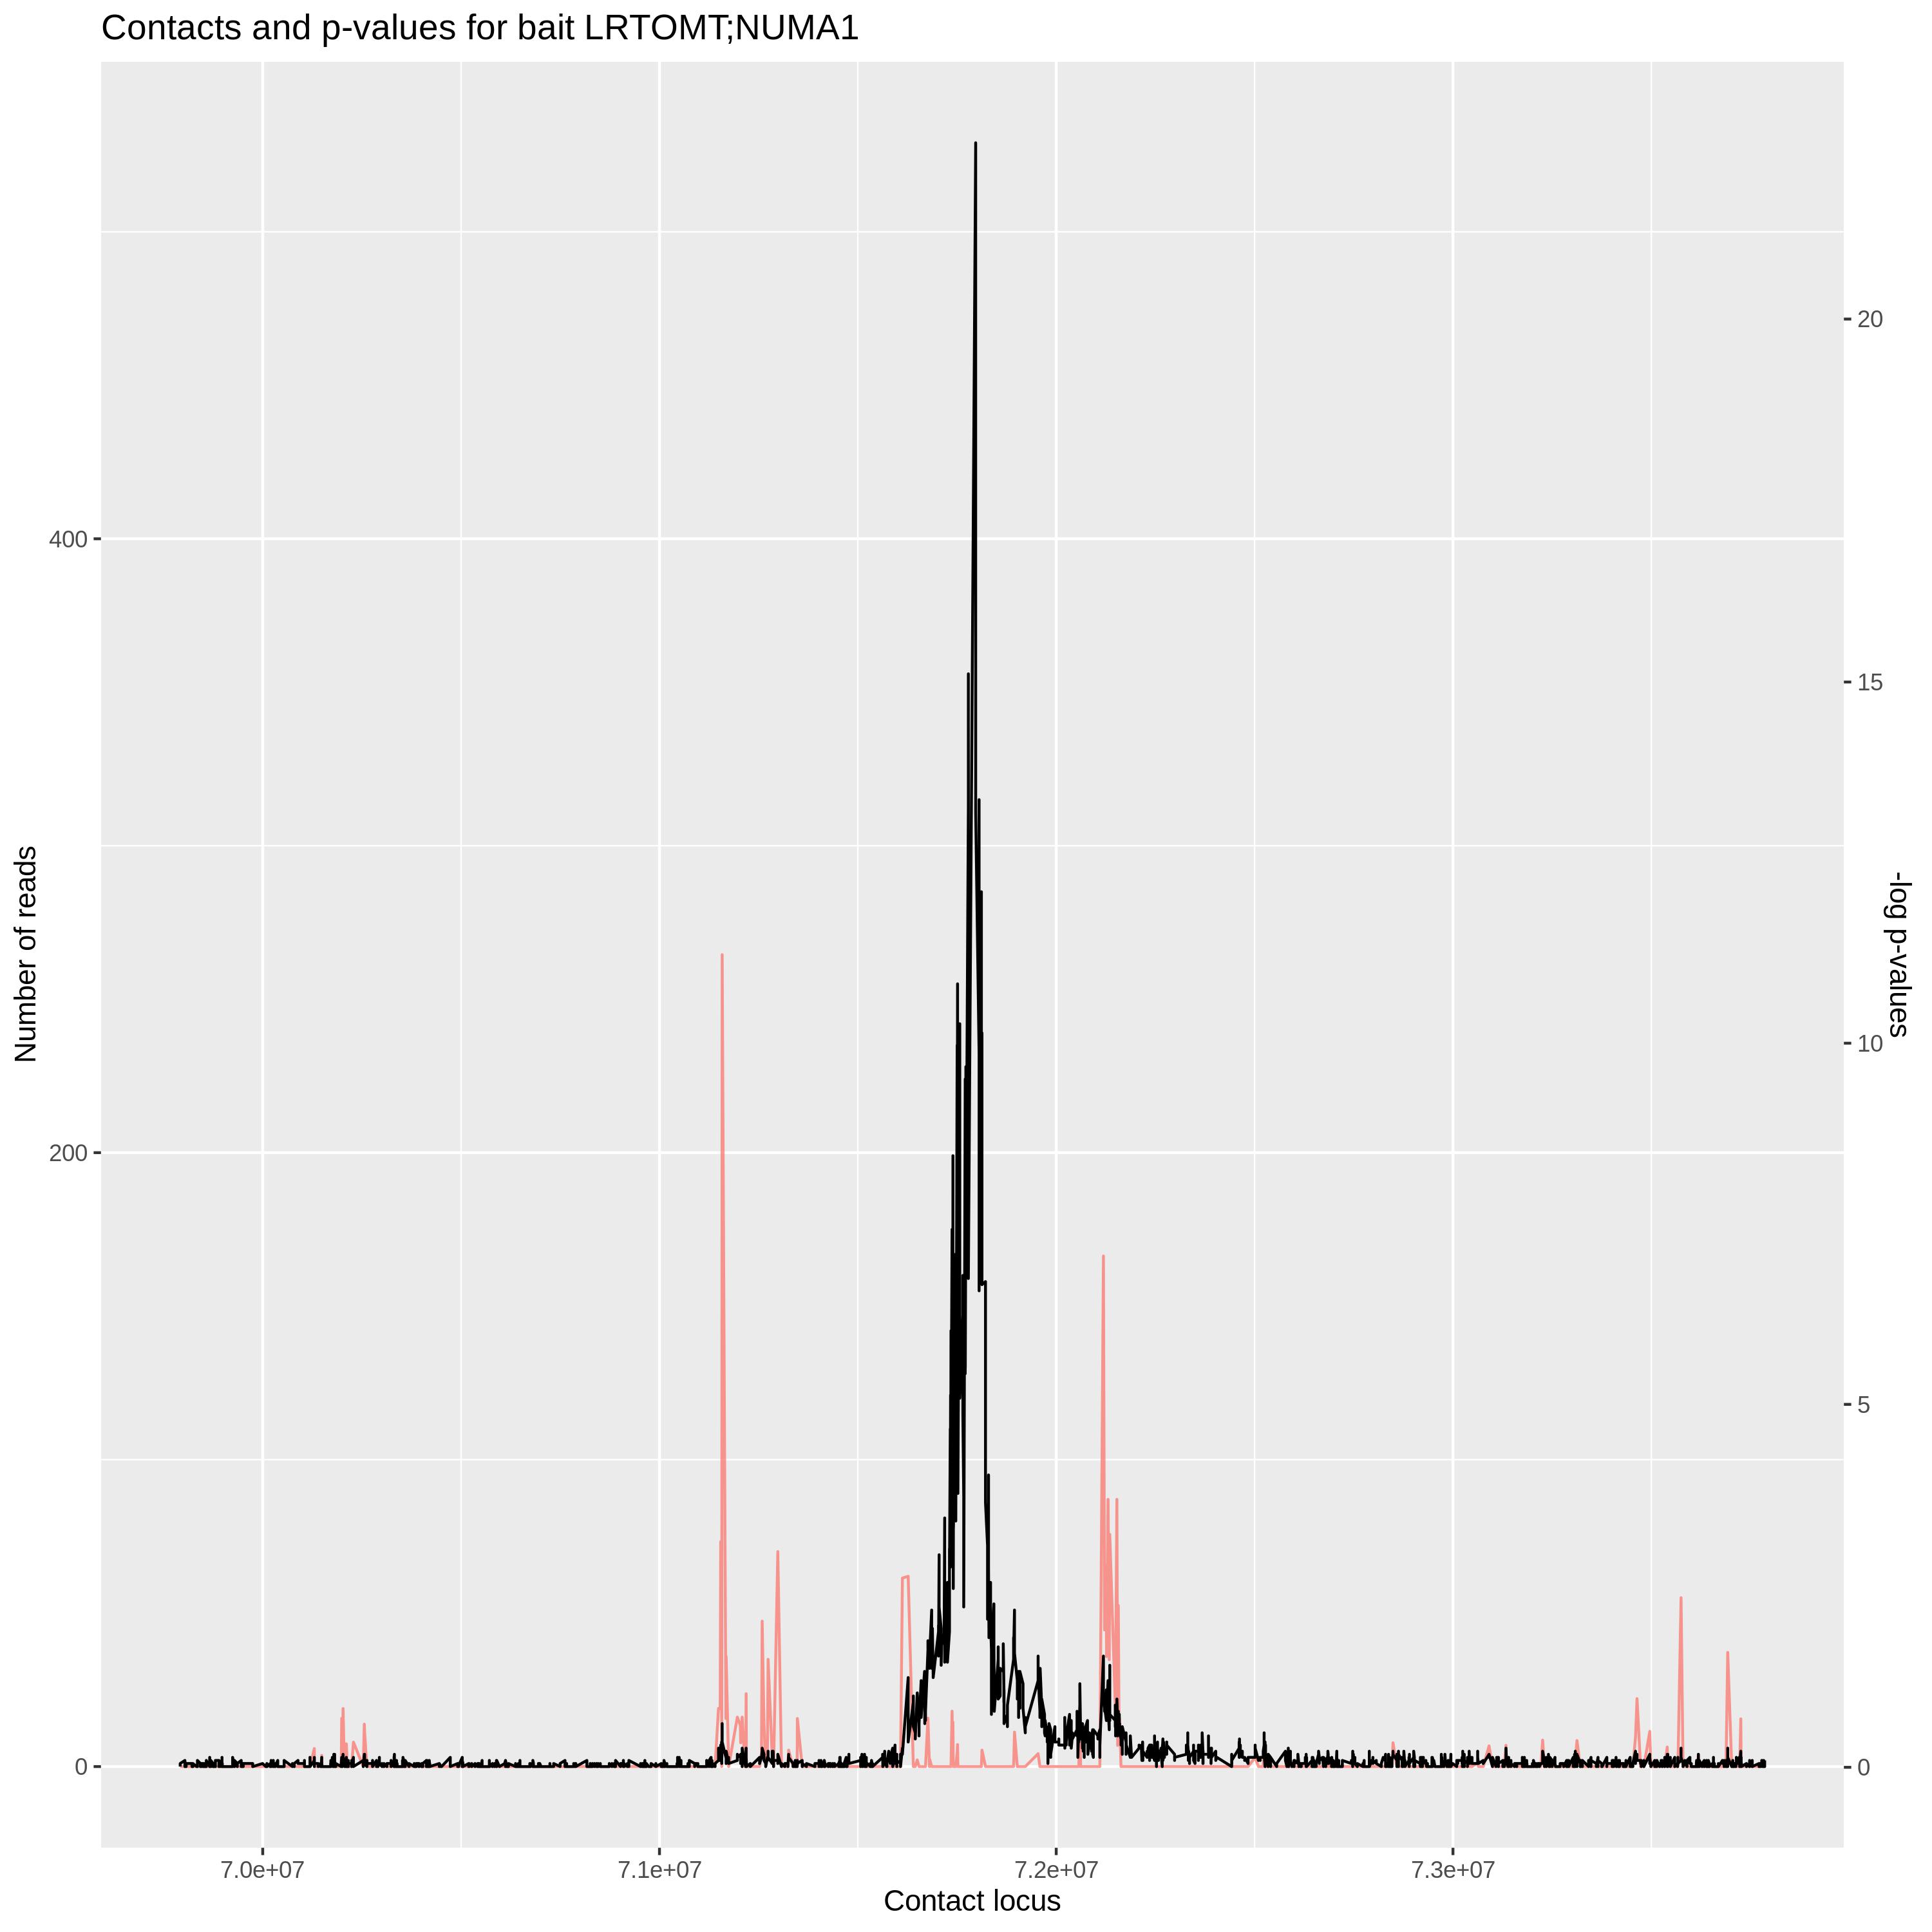 Contacts and p-values for bait LRTOMT;NUMA1
Number of reads
400
200
0
20
15
10
5
0
-log p-values
7.0e+07
7.1e+07
7.2e+07
7.3e+07
Contact locus